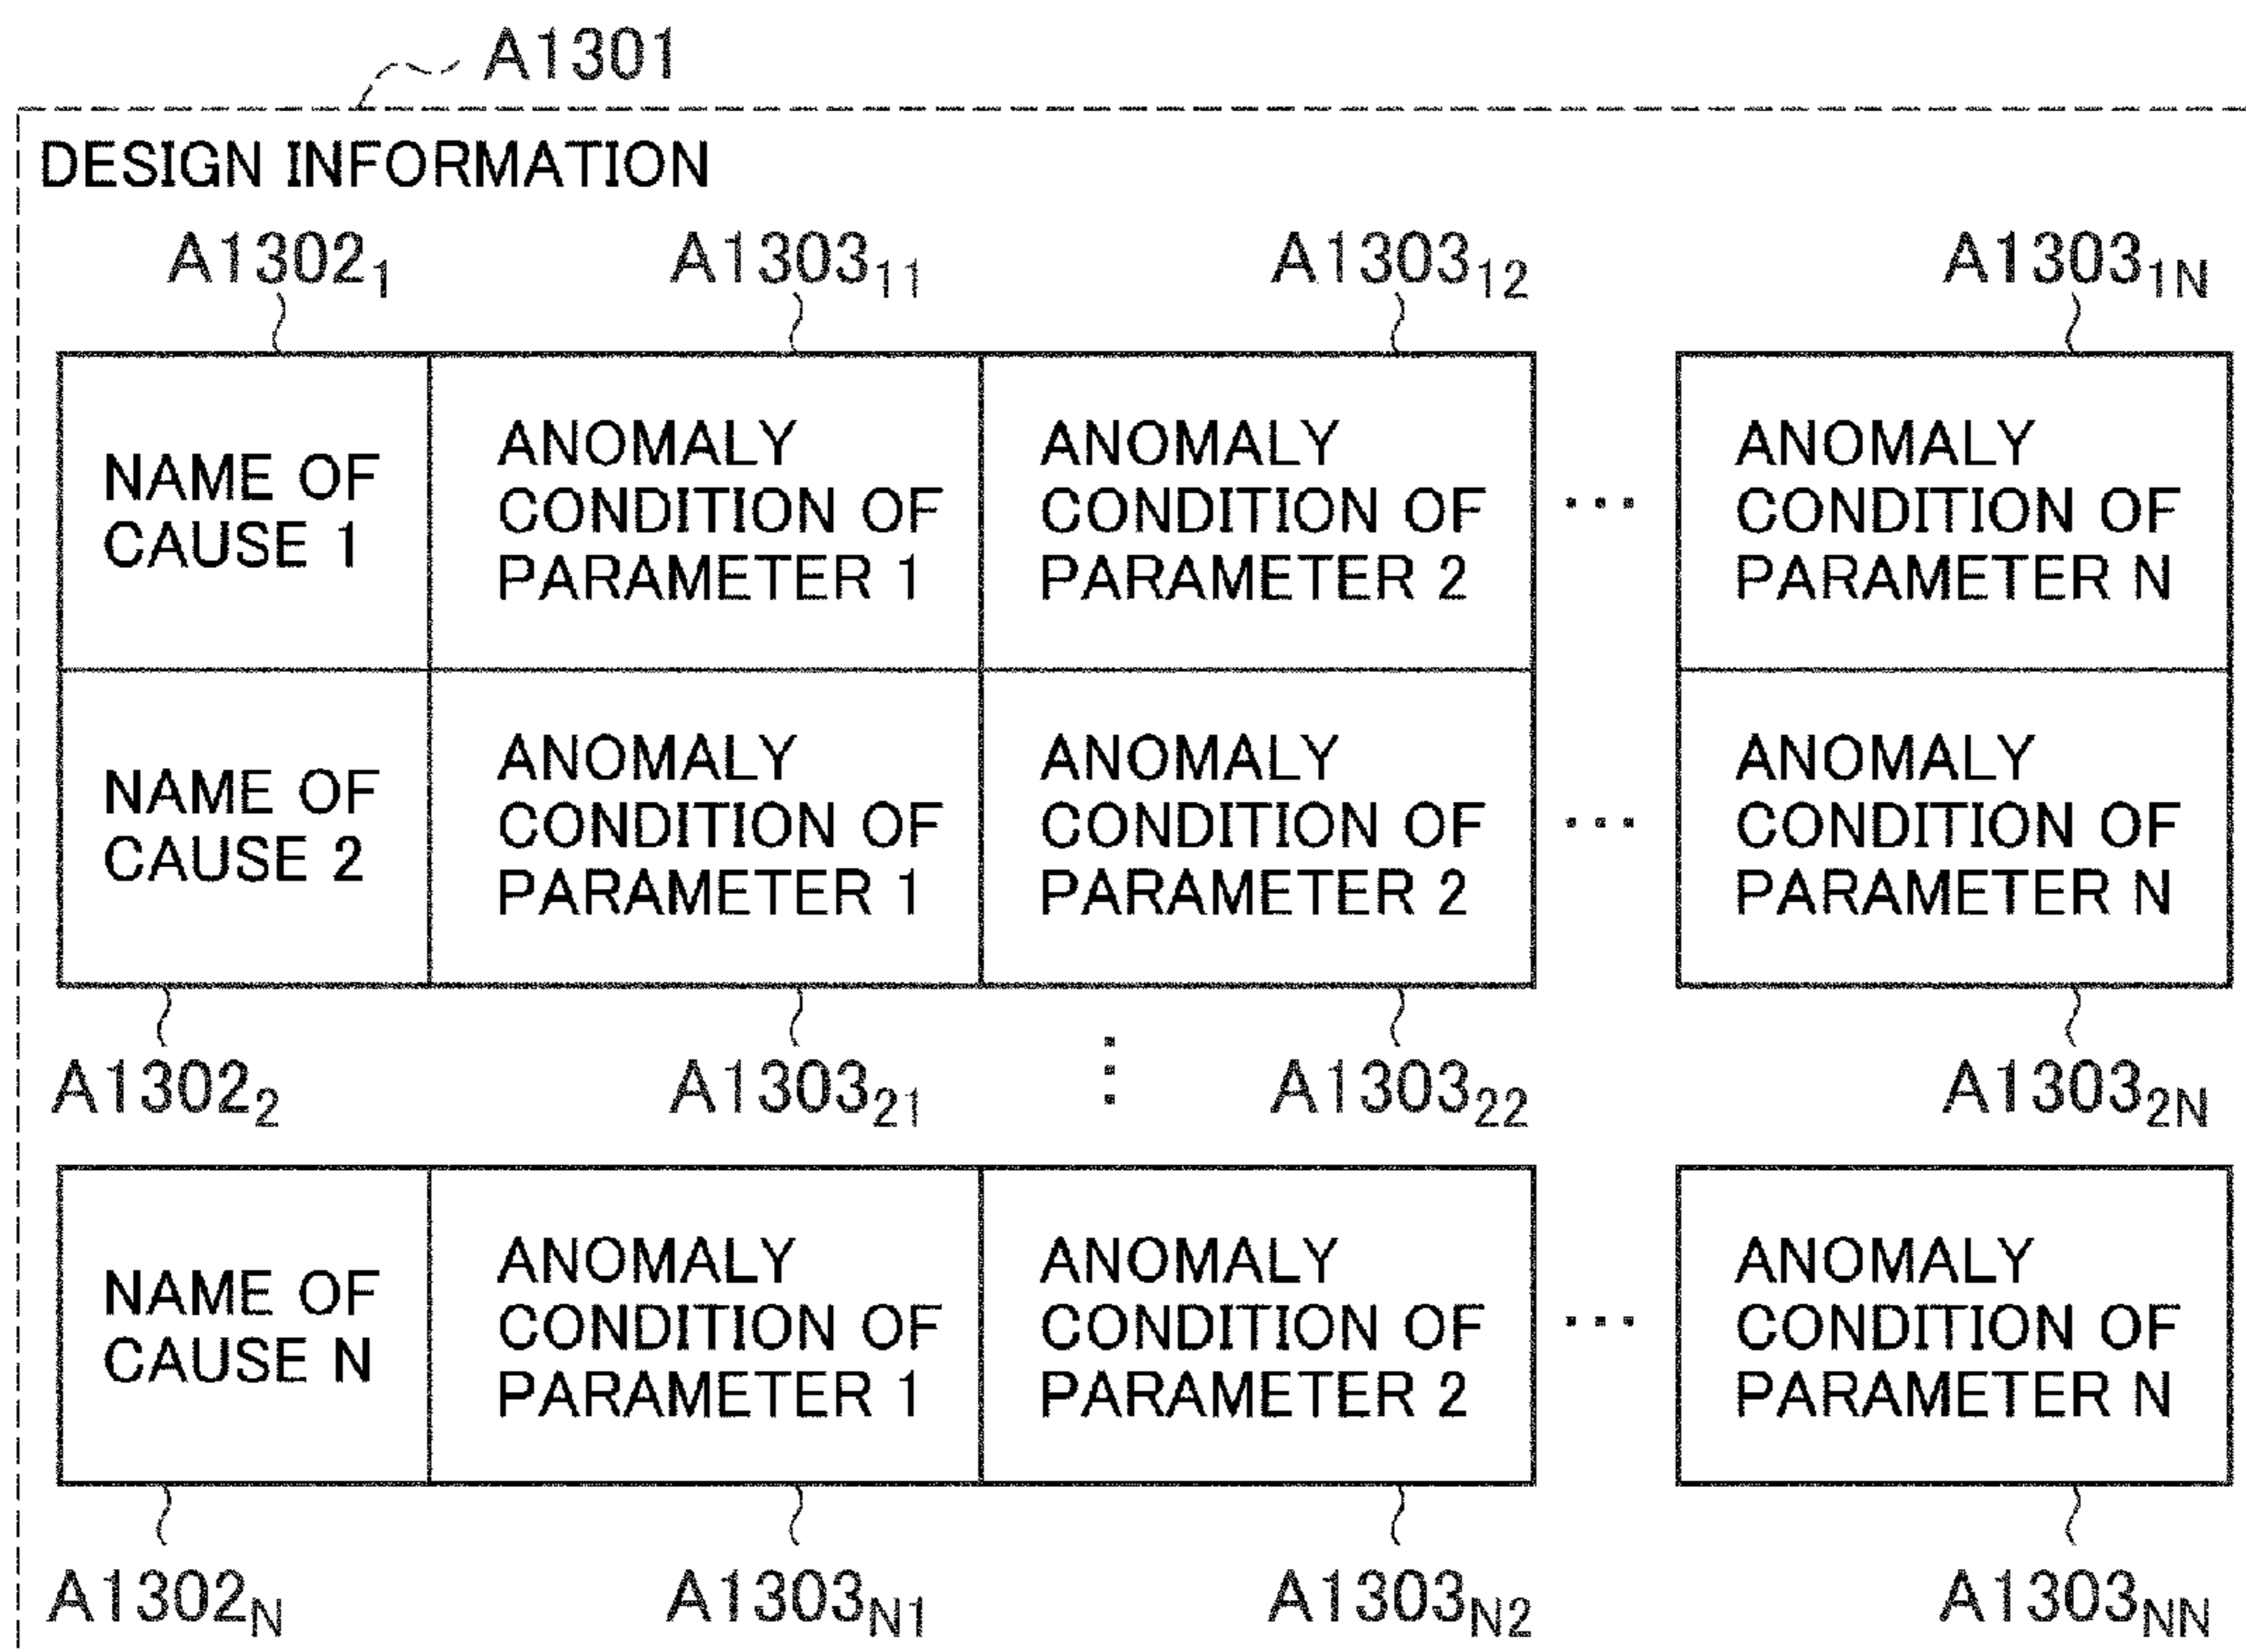 A1301
DESIGN INFORMATION
A1302₁ A1303₁₁ A1303₁₂ A1303₁N
NAME OF
CAUSE 1
ANOMALY
CONDITION OF
PARAMETER 1
ANOMALY
CONDITION OF
PARAMETER 2
...
ANOMALY
CONDITION OF
PARAMETER N
NAME OF
CAUSE 2
ANOMALY
CONDITION OF
PARAMETER 1
ANOMALY
CONDITION OF
PARAMETER 2
...
ANOMALY
CONDITION OF
PARAMETER N
A1302₂ A1303₂₁ ⋮ A1303₂₂ A1303₂N
NAME OF
CAUSE N
ANOMALY
CONDITION OF
PARAMETER 1
ANOMALY
CONDITION OF
PARAMETER 2
...
ANOMALY
CONDITION OF
PARAMETER N
A1302N A1303N1 A1303N2 A1303NN